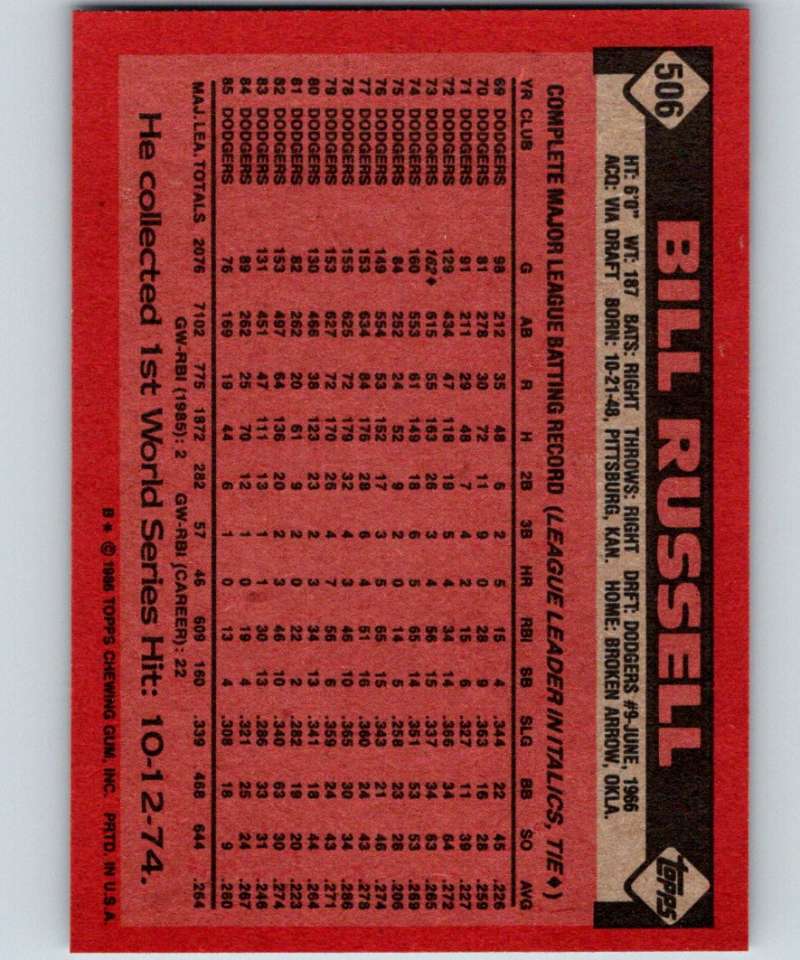 506
BILL RUSSELL
TOPPS
HT: 6'0" WT: 187 BATS: RIGHT THROWS: RIGHT DRFT: DODGERS #9-JUNE, 1966
ACQ: VIA DRAFT BORN: 10-21-48, PITTSBURG, KAN. HOME: BROKEN ARROW, OKLA.
COMPLETE MAJOR LEAGUE BATTING RECORD (LEAGUE LEADER IN ITALICS, TIE♦)
YR CLUB G AB R H 2B 3B HR RBI SB SLG BB SO AVG
69 DODGERS 98 212 35 48 6 2 5 15 4 .344 22 45 .226
70 DODGERS 81 278 30 72 11 9 0 28 9 .363 16 28 .259
71 DODGERS 91 211 29 48 7 4 2 15 6 .327 11 39 .227
72 DODGERS 129 434 47 118 19 5 4 34 14 .366 34 64 .272
73 DODGERS 162♦ 615 55 163 26 3 4 56 15 .337 34 63 .265
74 DODGERS 160 553 61 149 18 6 5 65 14 .351 53 53 .269
75 DODGERS 84 252 24 52 9 2 0 14 5 .258 23 28 .206
76 DODGERS 149 554 53 152 17 3 5 65 15 .343 21 46 .274
77 DODGERS 153 634 84 176 28 6 4 51 16 .360 24 43 .278
78 DODGERS 155 625 72 179 32 4 3 46 10 .365 30 34 .286
79 DODGERS 153 627 72 170 26 4 7 56 6 .359 24 43 .271
80 DODGERS 130 466 38 123 23 2 3 34 13 .341 18 44 .264
81 DODGERS 82 262 20 61 9 2 0 22 2 .282 19 20 .223
82 DODGERS 153 497 64 136 20 2 3 46 10 .340 63 30 .274
83 DODGERS 131 451 47 111 13 1 1 30 13 .286 33 31 .246
84 DODGERS 89 262 25 70 12 1 0 19 4 .321 25 24 .267
85 DODGERS 76 169 19 44 6 1 0 13 4 .308 18 9 .260
MAJ. LEA. TOTALS 2076 7102 775 1872 282 57 46 609 160 .339 468 644 .264
GW-RBI (1985): 2 GW-RBI (CAREER): 22
He collected 1st World Series Hit: 10-12-74.
B * © 1986 TOPPS CHEWING GUM, INC. PRTD. IN U.S.A.